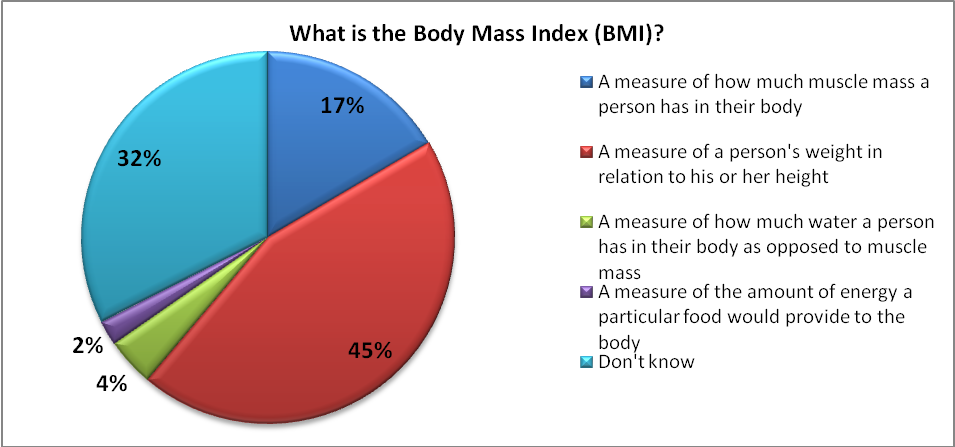 What is the Body Mass Index (BMI)?
17%
32%
45%
2%
4%
A measure of how much muscle mass a
person has in their body
A measure of a person's weight in
relation to his or her height
A measure of how much water a person
has in their body as opposed to muscle
mass
A measure of the amount of energy a
particular food would provide to the
body
Don't know